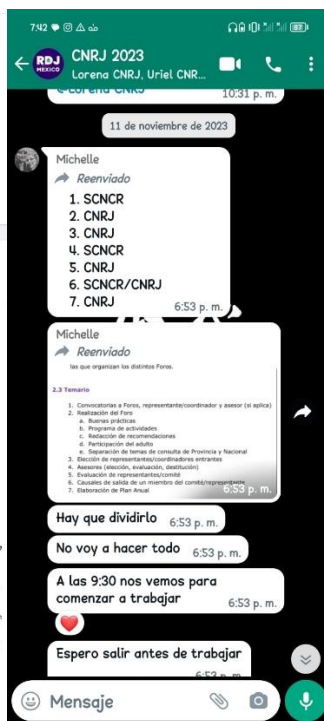 7:42
87
RDJ
MEXICO
CNRJ 2023
Lorena CNRJ, Uriel CNR...
@Lorena CNRJ
10:31 p. m.
11 de noviembre de 2023
Michelle
Reenviado
1. SCNCR
2. CNRJ
3. CNRJ
4. SCNCR
5. CNRJ
6. SCNCR/CNRJ
7. CNRJ
6:53 p. m.
Michelle
Reenviado
las que organizan los distintos Foros.
2.3 Temario
1. Convocatorias a Foros, representante/coordinador y asesor (si aplica)
2. Realización del Foro
a. Buenas prácticas
b. Programa de actividades
c. Redacción de recomendaciones
d. Participación del adulto
e. Separación de temas de consulta de Provincia y Nacional
3. Elección de representantes/coordinadores entrantes
4. Asesores (elección, evaluación, destitución)
5. Evaluación de representantes/comité
6. Causales de salida de un miembro del comité/representante
7. Elaboración de Plan Anual
6:53 p. m.
Hay que dividirlo 6:53 p. m.
No voy a hacer todo 6:53 p. m.
A las 9:30 nos vemos para
comenzar a trabajar 6:53 p. m.
Espero salir antes de trabajar
6:53 p. m.
Mensaje